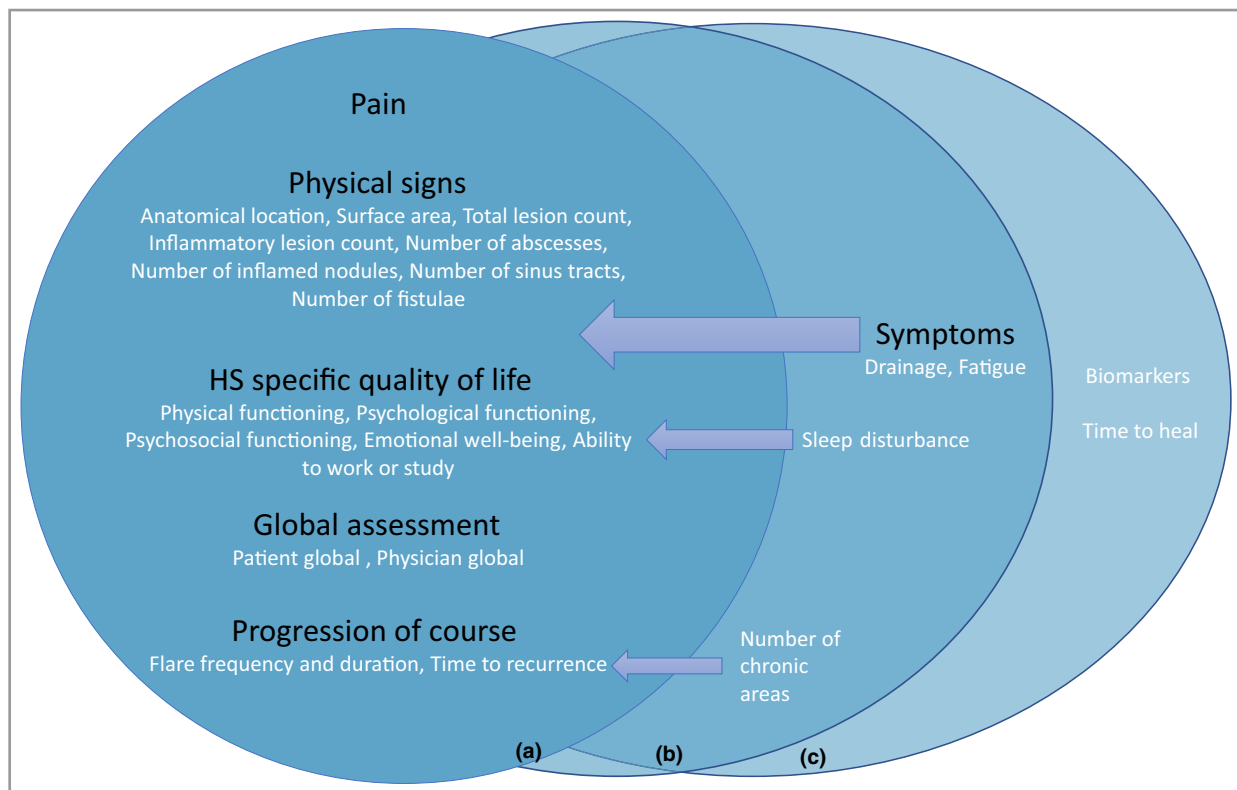 Pain
Physical signs
Anatomical location, Surface area, Total lesion count,
Inflammatory lesion count, Number of abscesses,
Number of inflamed nodules, Number of sinus tracts,
Number of fistulae
HS specific quality of life
Physical functioning, Psychological functioning,
Psychosocial functioning, Emotional well-being, Ability
to work or study
Global assessment
Patient global , Physician global
Progression of course
Flare frequency and duration, Time to recurrence
Symptoms
Drainage, Fatigue
Sleep disturbance
Number of
chronic
areas
Biomarkers
Time to heal
(a)
(b)
(c)